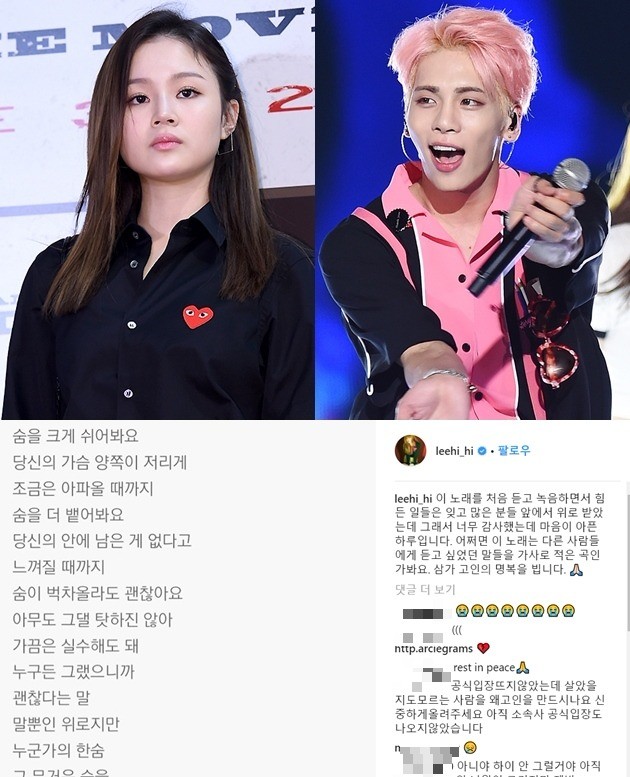 E MOVI
E
3
2
숨을 크게 쉬어봐요
당신의 가슴 양쪽이 저리게
조금은 아파올 때까지
숨을 더 뱉어봐요
당신의 안에 남은 게 없다고
느껴질 때까지
숨이 벅차올라도 괜찮아요
아무도 그댈 탓하진 않아
가끔은 실수해도 돼
누구든 그랬으니까
괜찮다는 말
말뿐인 위로지만
누군가의 한숨
그 무거운 숨을
leehi_hi • 팔로우
leehi_hi 이 노래를 처음 듣고 녹음하면서 힘
든 일들은 잊고 많은 분들 앞에서 위로 받았
는데 그래서 너무 감사했는데 마음이 아픈
하루입니다. 어쩌면 이 노래는 다른 사람들
에게 듣고 싶었던 말들을 가사로 적은 곡인
가봐요. 삼가 고인의 명복을 빕니다. 🙏
댓글 더 보기
😭😭😭😭😭😭😭😭
(((
http.arciegrams 💔
rest in peace🙏
공식입장뜨지않았는데 살았을
지도모르는 사람을 왜고인을 만드시나요 신
중하게올려주세요 아직 소속사 공식입장도
나오지않았습니다
😢
아니야 하이 안 그럴거야 아직